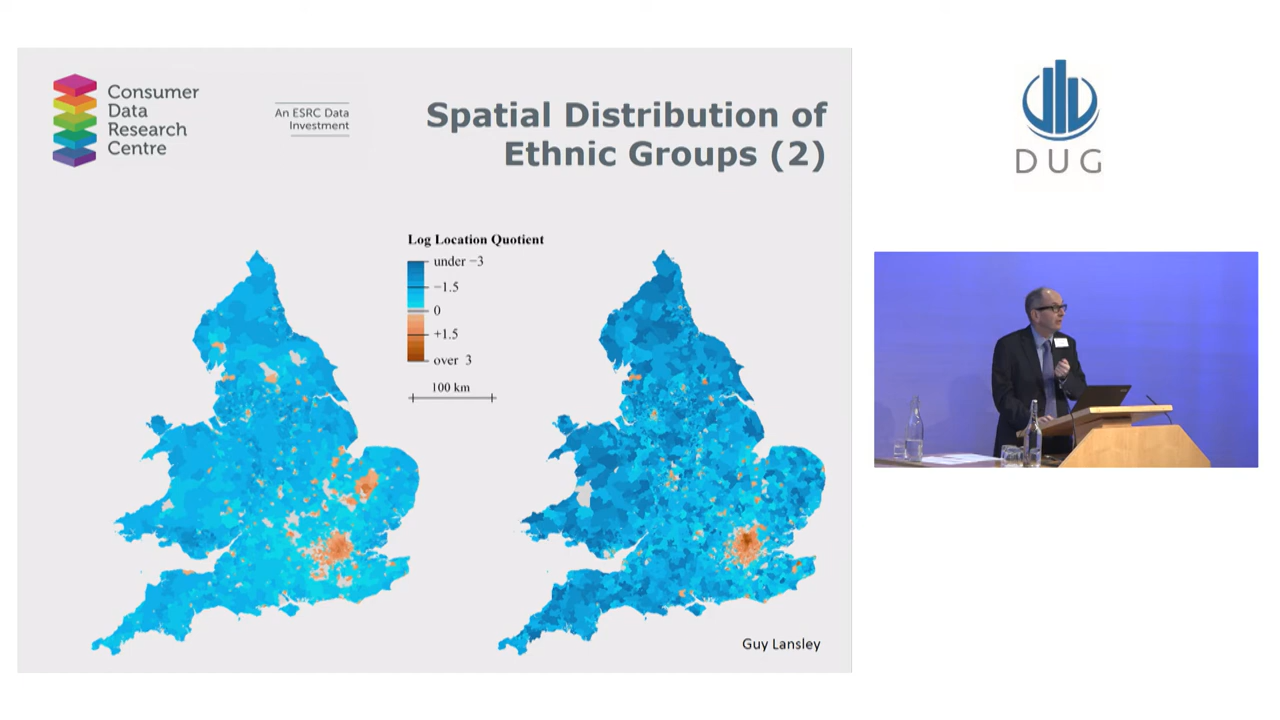 Consumer
Data
Research
Centre
An ESRC Data
Investment
Spatial Distribution of
Ethnic Groups (2)
Log Location Quotient
under −3
−1.5
0
+1.5
over 3
100 km
Guy Lansley
DUG